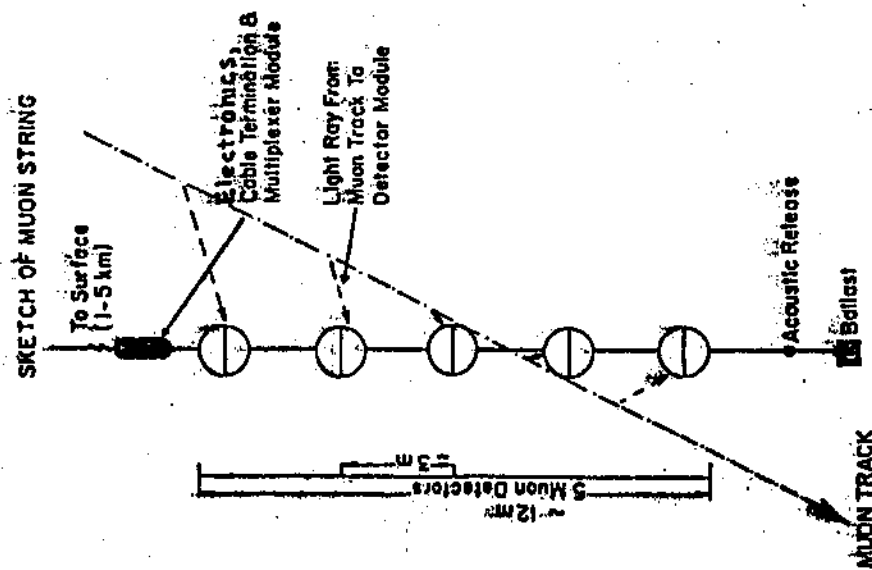 SKETCH OF MUON STRING
To Surface
(1-5 km)
Electronics,
Cable Termination &
Multiplexer Module
Light Ray From
Muon Track To
Detector Module
~12m
5 Muon Detectors
3 m
Acoustic Release
Ballast
MUON TRACK